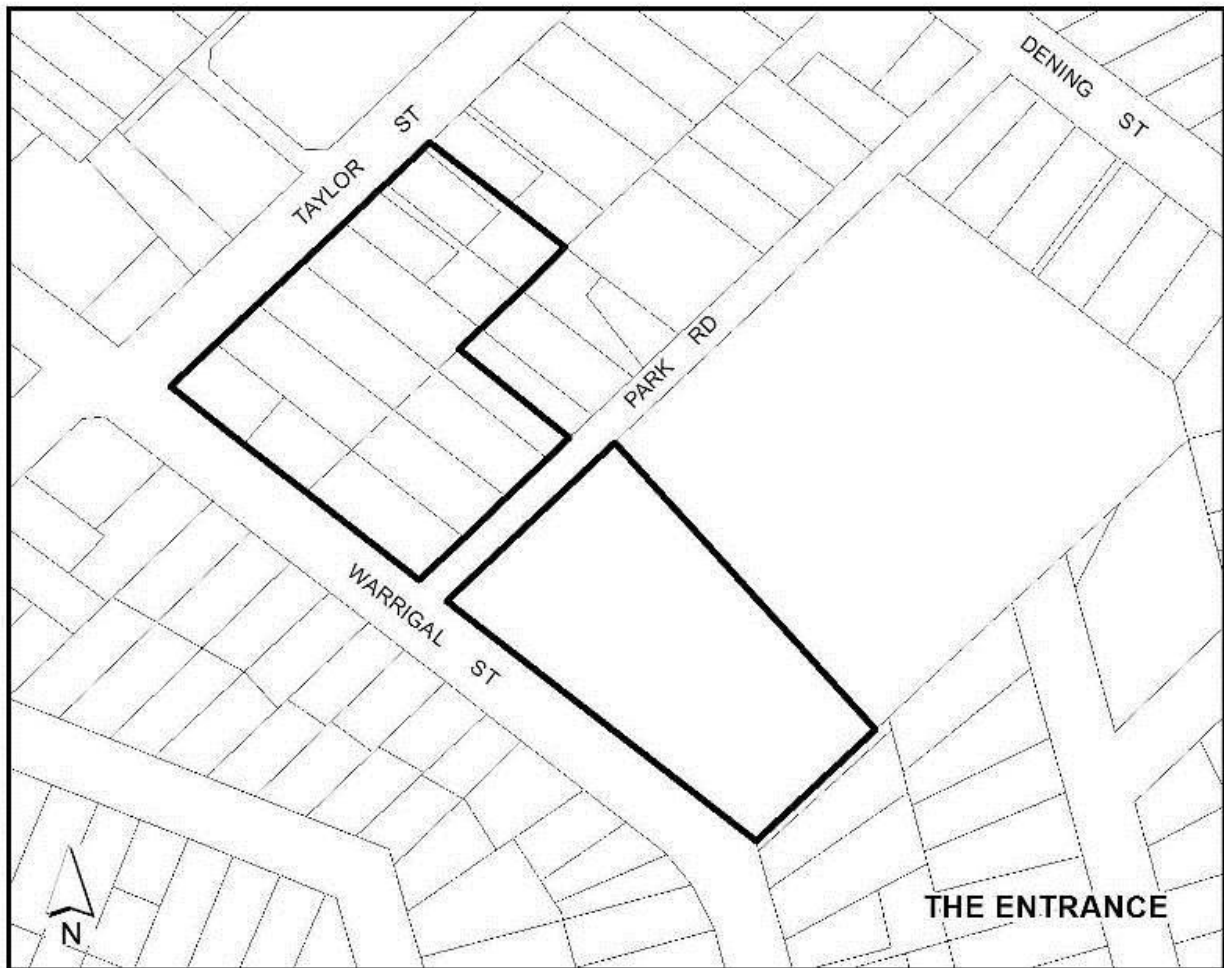 DENING
ST
TAYLOR ST
PARK RD
WARRIGAL ST
THE ENTRANCE
N